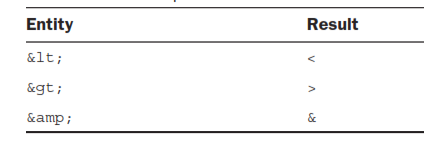 Entity Result
&lt; <
&gt; >
&amp; &